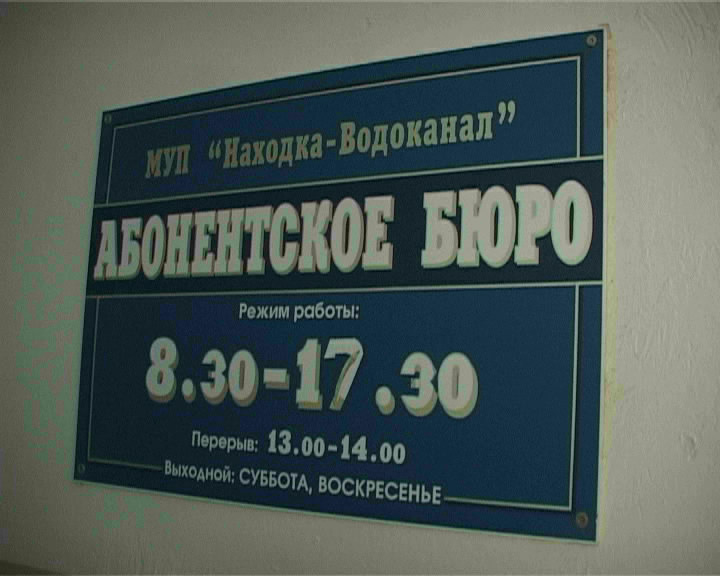 МУП “Находка-Водоканал”
АБОНЕНТСКОЕ БЮРО
Режим работы:
8.30-17.30
Перерыв: 13.00-14.00
Выходной: СУББОТА, ВОСКРЕСЕНЬЕ